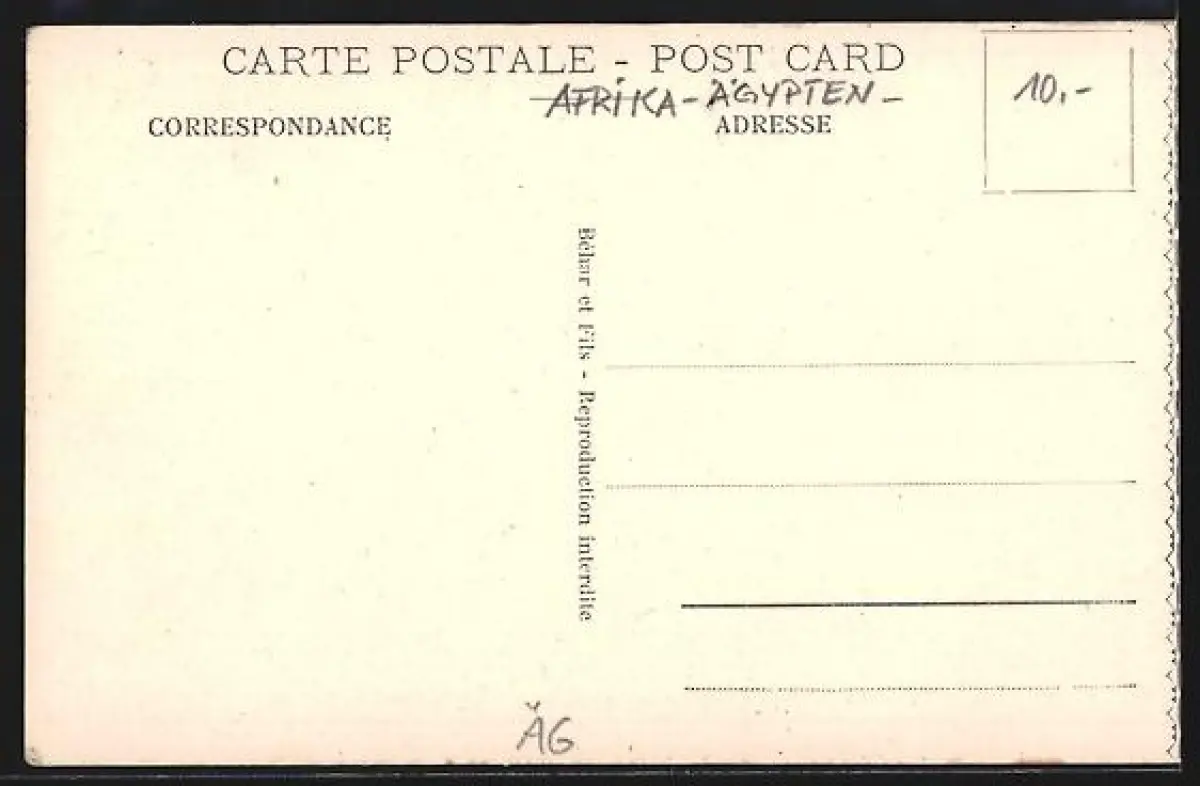 CARTE POSTALE - POST CARD
-AFRIKA-ÄGYPTEN-
10.-
CORRESPONDANCE
ADRESSE
Béhar et Fils - Reproduction interdite
ÄG